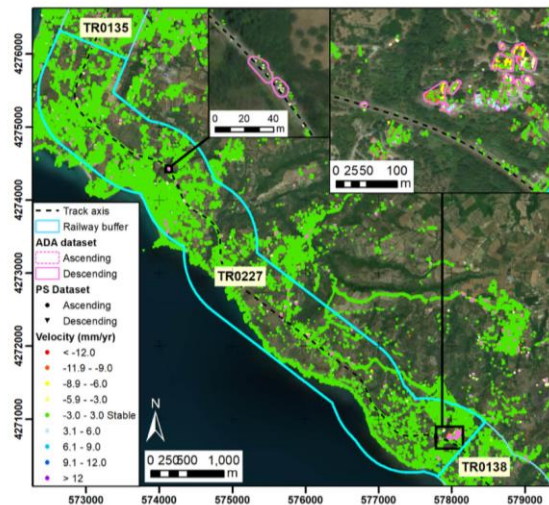 TR0135
4276000
4275000
4274000
4273000
4272000
4271000
0 20 40
m
0 25 50 100
m
TR0227
TR0138
Track axis
Railway buffer
ADA dataset
Ascending
Descending
PS Dataset
Ascending
Descending
Velocity (mm/yr)
< -12.0
-11.9 - -9.0
-8.9 - -6.0
-5.9 - -3.0
-3.0 - 3.0 Stable
3.1 - 6.0
6.1 - 9.0
9.1 - 12.0
> 12
N
0 250 500 1,000
m
573000 574000 575000 576000 577000 578000 579000